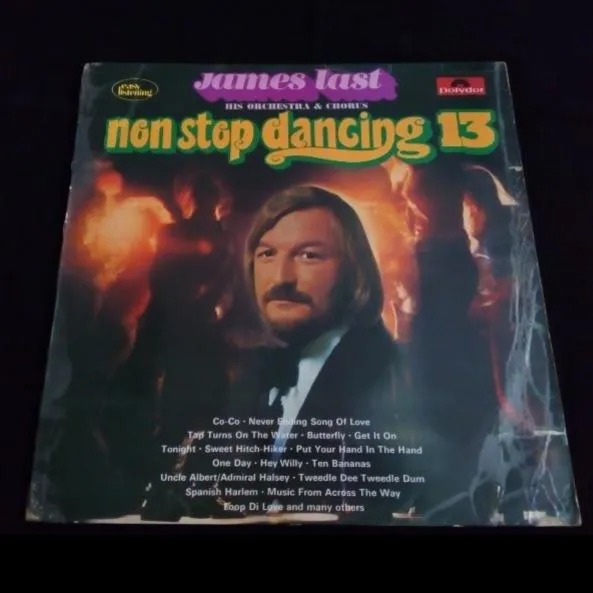 easy
listening
James Last
Polydor
HIS ORCHESTRA & CHORUS
non stop dancing 13
Co-Co · Never Ending Song Of Love
Tap Turns On The Water · Butterfly · Get It On
Tonight · Sweet Hitch-Hiker · Put Your Hand In The Hand
One Day · Hey Willy · Ten Bananas
Uncle Albert/Admiral Halsey · Tweedle Dee Tweedle Dum
Spanish Harlem · Music From Across The Way
Loop Di Love and many others